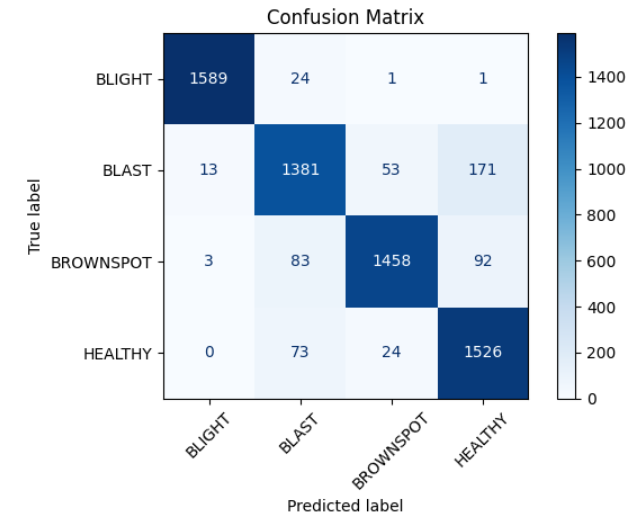 Confusion Matrix
True label
BLIGHT 1589 24 1 1
BLAST 13 1381 53 171
BROWNSPOT 3 83 1458 92
HEALTHY 0 73 24 1526
BLIGHT BLAST BROWNSPOT HEALTHY
Predicted label
1400
1200
1000
800
600
400
200
0